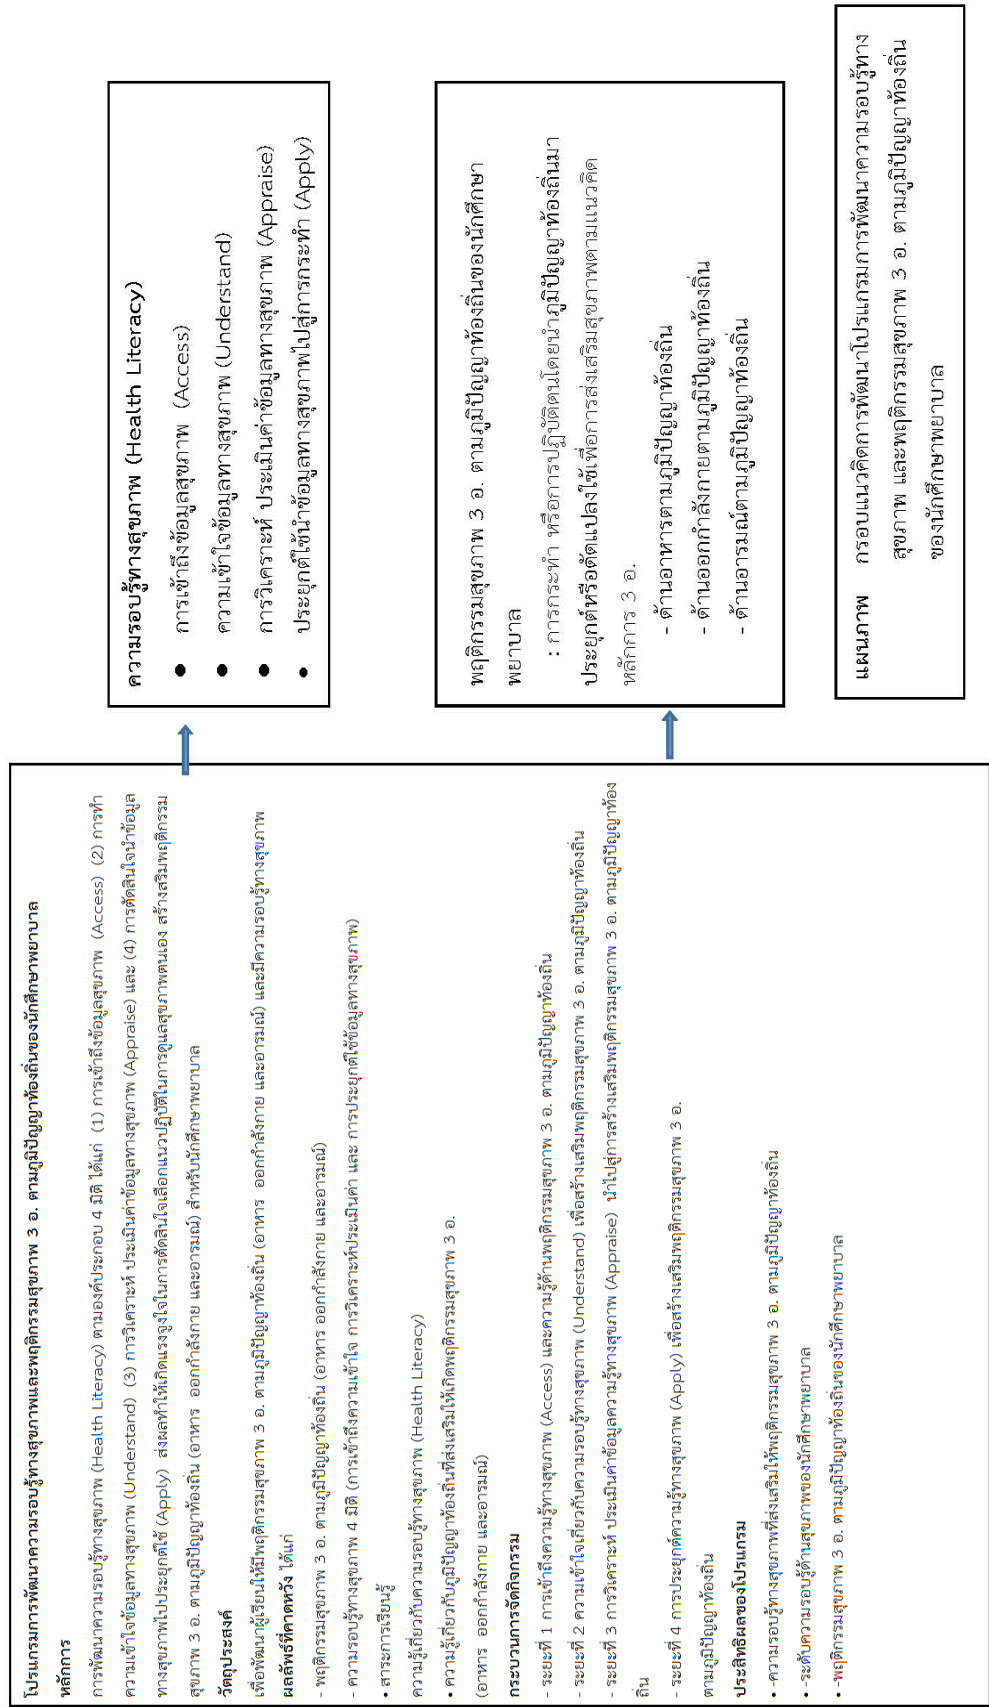 โปรแกรมการพัฒนาความรอบรู้ทางสุขภาพและพฤติกรรมสุขภาพ 3 อ. ตามภูมิปัญญาท้องถิ่นของนักศึกษาพยาบาล
หลักการ
การพัฒนาความรอบรู้ทางสุขภาพ (Health Literacy) ตามองค์ประกอบ 4 มิติ ได้แก่ (1) การเข้าถึงข้อมูลสุขภาพ (Access) (2) การทำ
ความเข้าใจข้อมูลทางสุขภาพ (Understand) (3) การวิเคราะห์ ประเมินค่าข้อมูลทางสุขภาพ (Appraise) และ (4) การตัดสินใจนำข้อมูล
ทางสุขภาพไปประยุกต์ใช้ (Apply) ส่งผลทำให้เกิดแรงจูงใจในการตัดสินใจเลือกแนวปฏิบัติในการดูแลสุขภาพตนเอง สร้างสริมพฤติกรรม
สุขภาพ 3 อ. ตามภูมิปัญญาท้องถิ่น (อาหาร ออกกำลังกาย และอารมณ์) สำหรับนักศึกษาพยาบาล
วัตถุประสงค์
เพื่อพัฒนาผู้เรียนให้มีพฤติกรรมสุขภาพ 3 อ. ตามภูมิปัญญาท้องถิ่น (อาหาร ออกกำลังกาย และอารมณ์) และมีความรอบรู้ทางสุขภาพ
ผลลัพธ์ที่คาดหวัง ได้แก่
- พฤติกรรมสุขภาพ 3 อ. ตามภูมิปัญญาท้องถิ่น (อาหาร ออกกำลังกาย และอารมณ์)
- ความรอบรู้ทางสุขภาพ 4 มิติ (การเข้าถึงความเข้าใจ การวิเคราะห์ประเมินค่า และ การประยุกต์ใช้ข้อมูลทางสุขภาพ)
• สาระการเรียนรู้
ความรู้เกี่ยวกับความรอบรู้ทางสุขภาพ (Health Literacy)
• ความรู้เกี่ยวกับภูมิปัญญาท้องถิ่นที่ส่งเสริมให้เกิดพฤติกรรมสุขภาพ 3 อ.
(อาหาร ออกกำลังกาย และอารมณ์)
กระบวนการจัดกิจกรรม
- ระยะที่ 1 การเข้าถึงความรู้ทางสุขภาพ (Access) และความรู้ด้านพฤติกรรมสุขภาพ 3 อ. ตามภูมิปัญญาท้องถิ่น
- ระยะที่ 2 ความเข้าใจเกี่ยวกับความรอบรู้ทางสุขภาพ (Understand) เพื่อสร้างเสริมพฤติกรรมสุขภาพ 3 อ. ตามภูมิปัญญาท้องถิ่น
- ระยะที่ 3 การวิเคราะห์ ประเมินค่าข้อมูลความรู้ทางสุขภาพ (Appraise) นำไปสู่การสร้างเสริมพฤติกรรมสุขภาพ 3 อ. ตามภูมิปัญญาท้อง
ถิ่น
- ระยะที่ 4 การประยุกต์ความรู้ทางสุขภาพ (Apply) เพื่อสร้างเสริมพฤติกรรมสุขภาพ 3 อ.
ตามภูมิปัญญาท้องถิ่น
ประสิทธิผลของโปรแกรม
• -ความรอบรู้ทางสุขภาพที่ส่งเสริมให้พฤติกรรมสุขภาพ 3 อ. ตามภูมิปัญญาท้องถิ่น
• -ระดับความรอบรู้ด้านสุขภาพของนักศึกษาพยาบาล
• -พฤติกรรมสุขภาพ 3 อ. ตามภูมิปัญญาท้องถิ่นของนักศึกษาพยาบาล
ความรอบรู้ทางสุขภาพ (Health Literacy)
● การเข้าถึงข้อมูลสุขภาพ (Access)
● ความเข้าใจข้อมูลทางสุขภาพ (Understand)
● การวิเคราะห์ ประเมินค่าข้อมูลทางสุขภาพ (Appraise)
● ประยุกต์ใช้นำข้อมูลทางสุขภาพไปสู่การกระทำ (Apply)
พฤติกรรมสุขภาพ 3 อ. ตามภูมิปัญญาท้องถิ่นของนักศึกษา
พยาบาล
: การกระทำ หรือการปฏิบัติตนโดยนำภูมิปัญญาท้องถิ่นมา
ประยุกต์หรือดัดแปลงใช้เพื่อการส่งเสริมสุขภาพตามแนวคิด
หลักการ 3 อ.
- ด้านอาหารตามภูมิปัญญาท้องถิ่น
- ด้านออกกำลังกายตามภูมิปัญญาท้องถิ่น
- ด้านอารมณ์ตามภูมิปัญญาท้องถิ่น
แผนภาพ กรอบแนวคิดการพัฒนาโปรแกรมการพัฒนาความรอบรู้ทาง
สุขภาพ และพฤติกรรมสุขภาพ 3 อ. ตามภูมิปัญญาท้องถิ่น
ของนักศึกษาพยาบาล